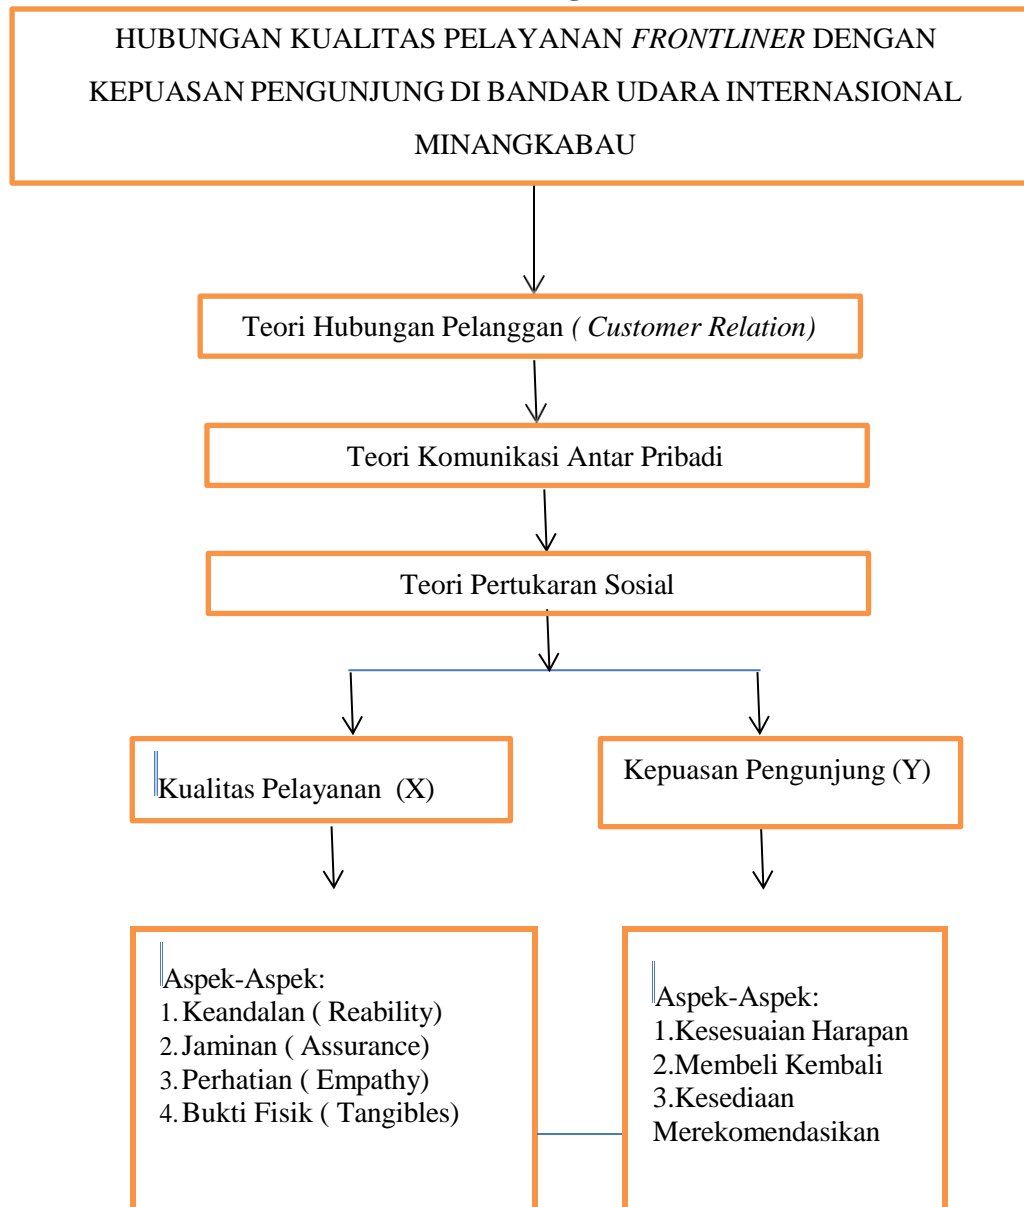 HUBUNGAN KUALITAS PELAYANAN FRONTLINER DENGAN
KEPUASAN PENGUNJUNG DI BANDAR UDARA INTERNASIONAL
MINANGKABAU
Teori Hubungan Pelanggan ( Customer Relation)
Teori Komunikasi Antar Pribadi
Teori Pertukaran Sosial
Kualitas Pelayanan (X)
Kepuasan Pengunjung (Y)
Aspek-Aspek:
1. Keandalan ( Reability)
2. Jaminan ( Assurance)
3. Perhatian ( Empathy)
4. Bukti Fisik ( Tangibles)
Aspek-Aspek:
1.Kesesuaian Harapan
2.Membeli Kembali
3.Kesediaan
Merekomendasikan